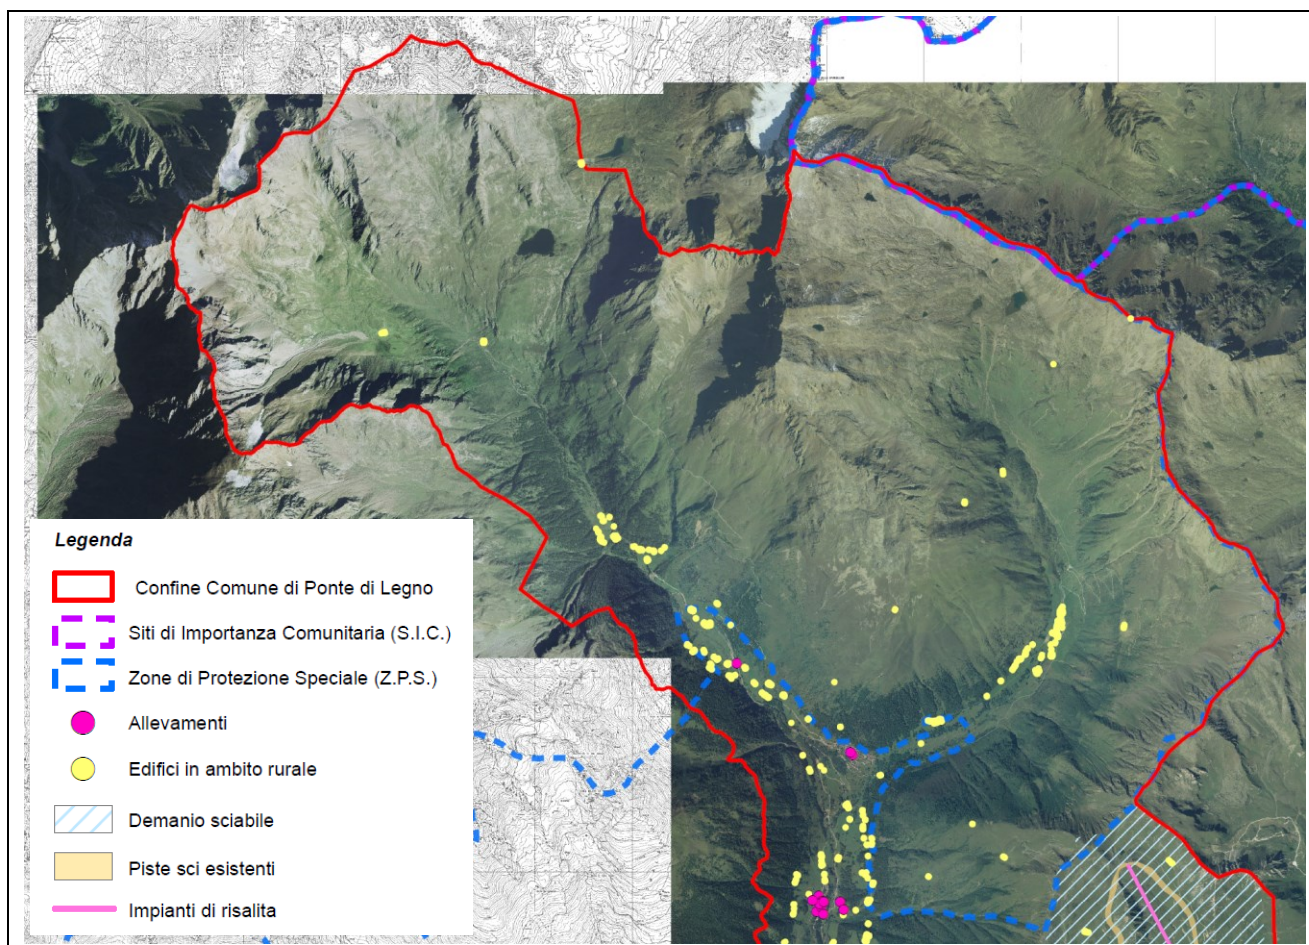 Legenda
Confine Comune di Ponte di Legno
Siti di Importanza Comunitaria (S.I.C.)
Zone di Protezione Speciale (Z.P.S.)
Allevamenti
Edifici in ambito rurale
Demanio sciabile
Piste sci esistenti
Impianti di risalita